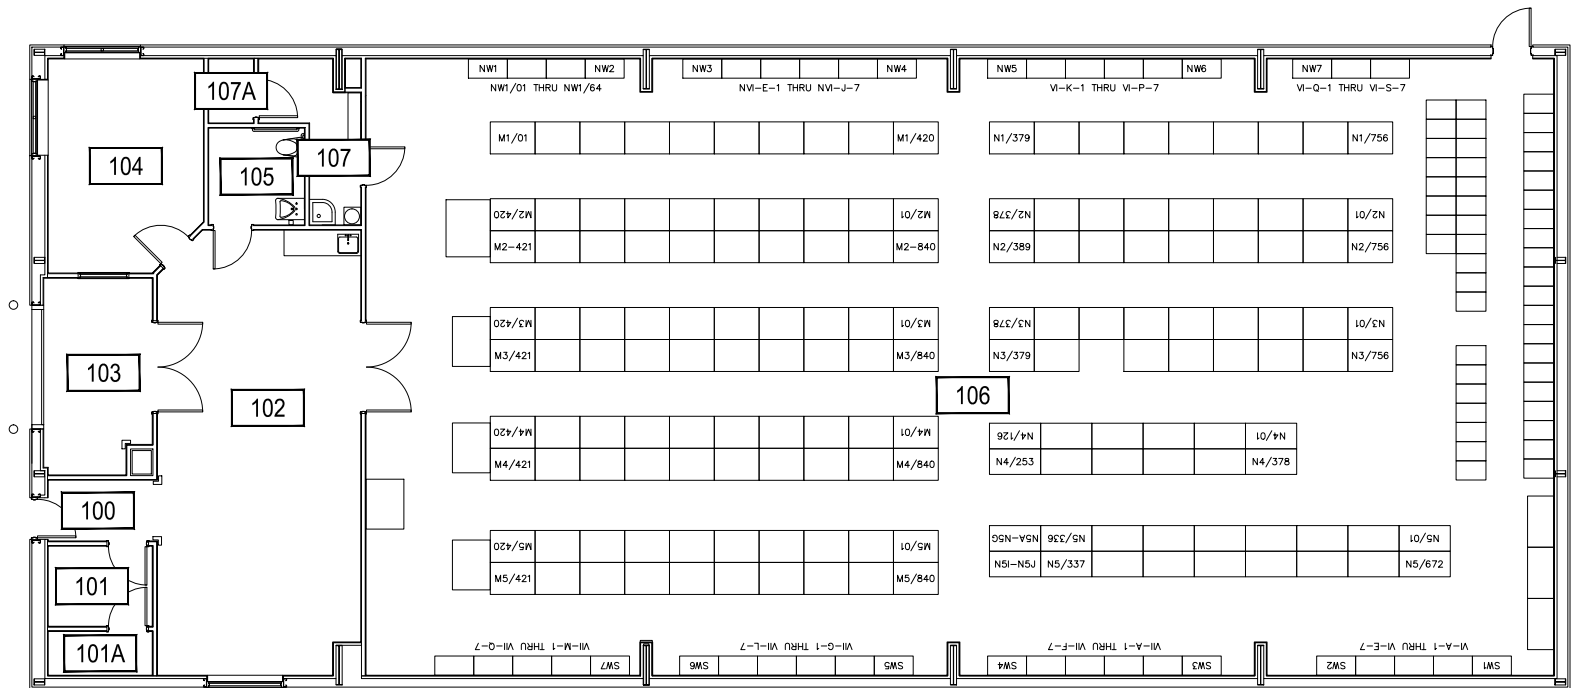 NW1 NW2 NW3 NW4 NW5 NW6 NW7
NW1/01 THRU NW1/64 NVI-E-1 THRU NVI-J-7 VI-K-1 THRU VI-P-7 VI-Q-1 THRU VI-S-7
107A
M1/01 M1/420 N1/379 N1/756
107
104
105
M2/420 M2/01 N2/378 N2/01
M2-421 M2-840 N2/389 N2/756
M3/420 M3/01 N3/378 N3/01
M3/421 M3/840 N3/379 N3/756
103
106
102
M4/420 M4/01 N4/126 N4/01
M4/421 M4/840 N4/253 N4/378
100
M5/420 M5/01 N5A-N5G N5/336 N5/01
M5/421 M5/840 N5I-N5J N5/337 N5/672
101
101A
VII-M-1 THRU VII-Q-7 VII-G-1 THRU VII-L-7 VII-A-1 THRU VII-F-7 VI-A-1 THRU VI-E-7
SW7 SW6 SW5 SW4 SW3 SW2 SW1